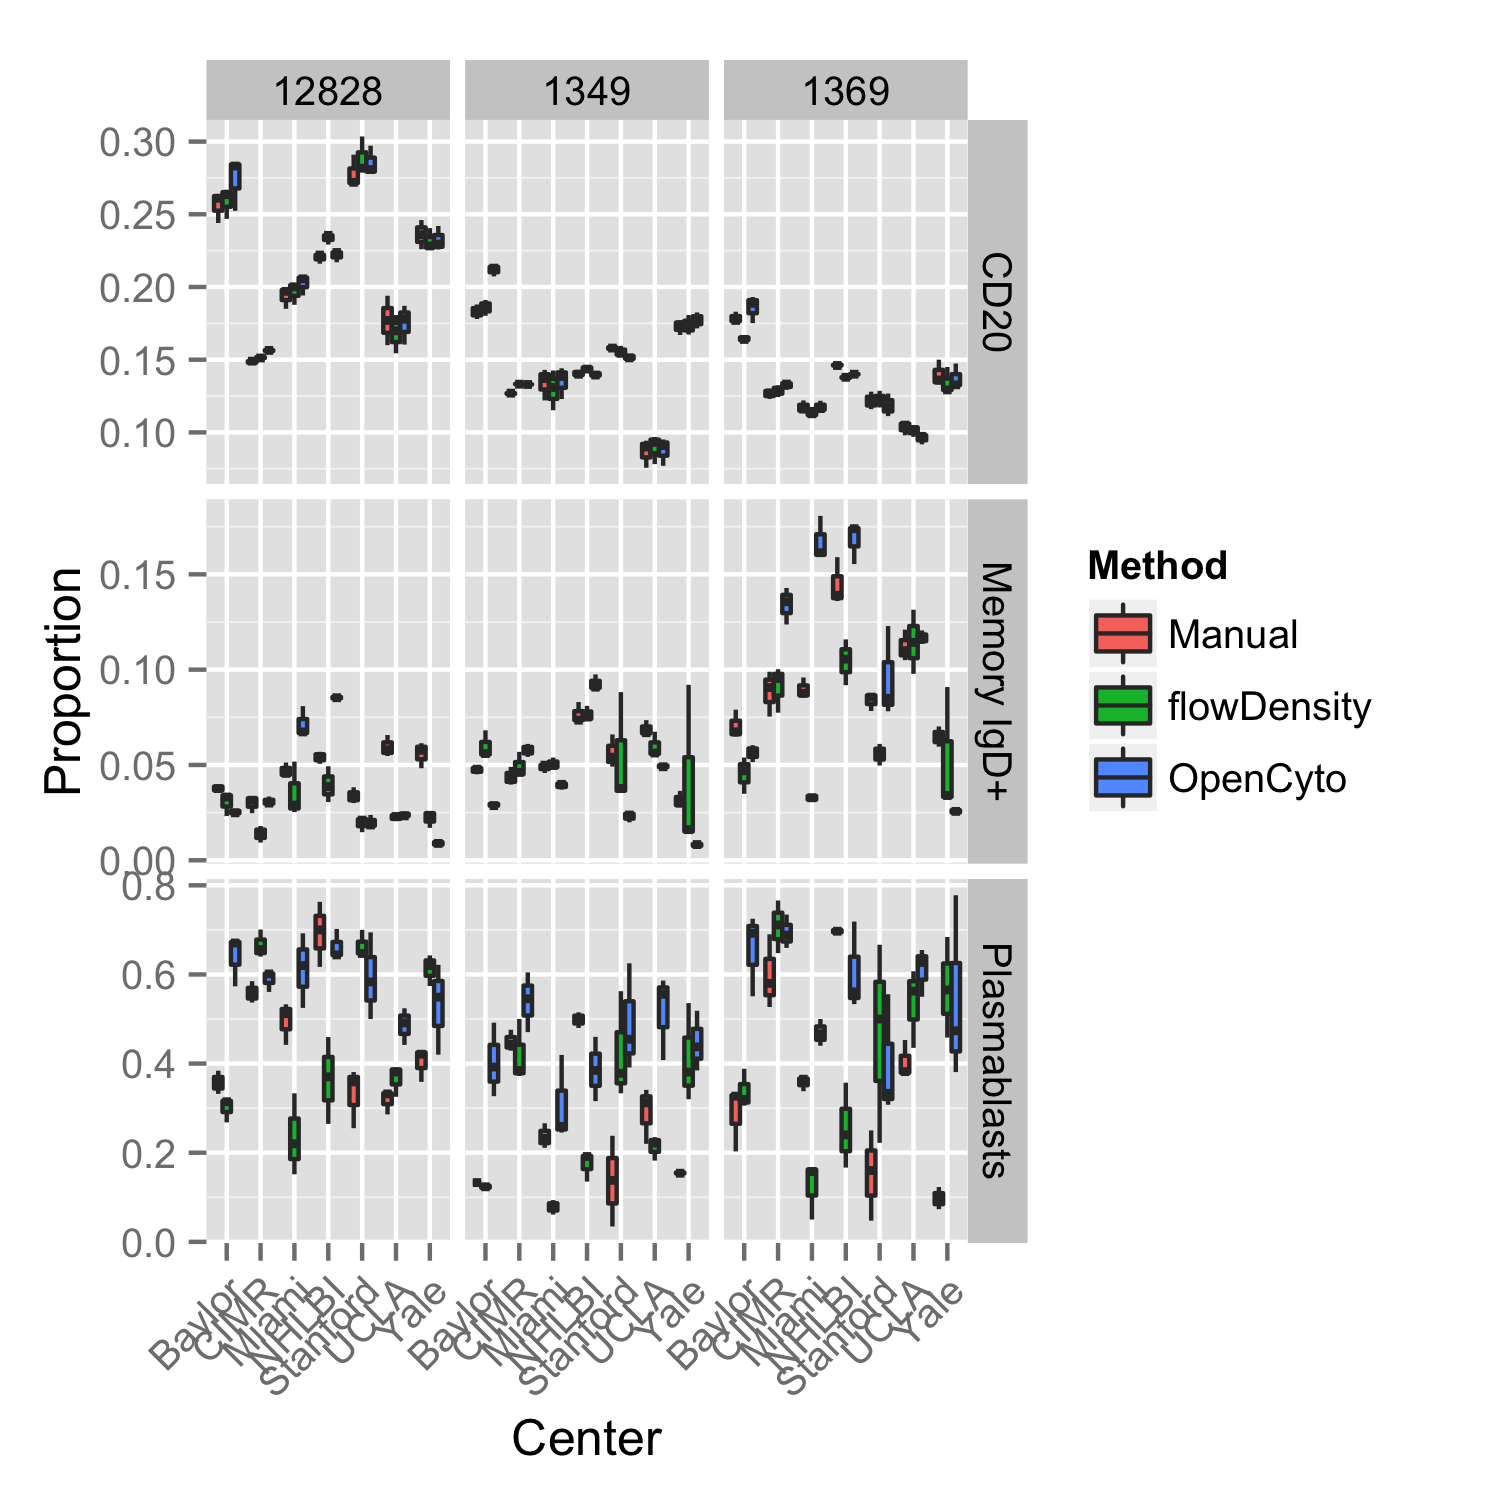 12828 1349 1369
0.30
0.25
0.20
0.15
0.10
CD20
0.15
0.10
0.05
0.00
Memory IgD+
0.8
0.6
0.4
0.2
0.0
Plasmablasts
Proportion
Baylor CIMR Miami NHLBI Stanford UCLA Yale Baylor CIMR Miami NHLBI Stanford UCLA Yale Baylor CIMR Miami NHLBI Stanford UCLA Yale
Center
Method
Manual
flowDensity
OpenCyto